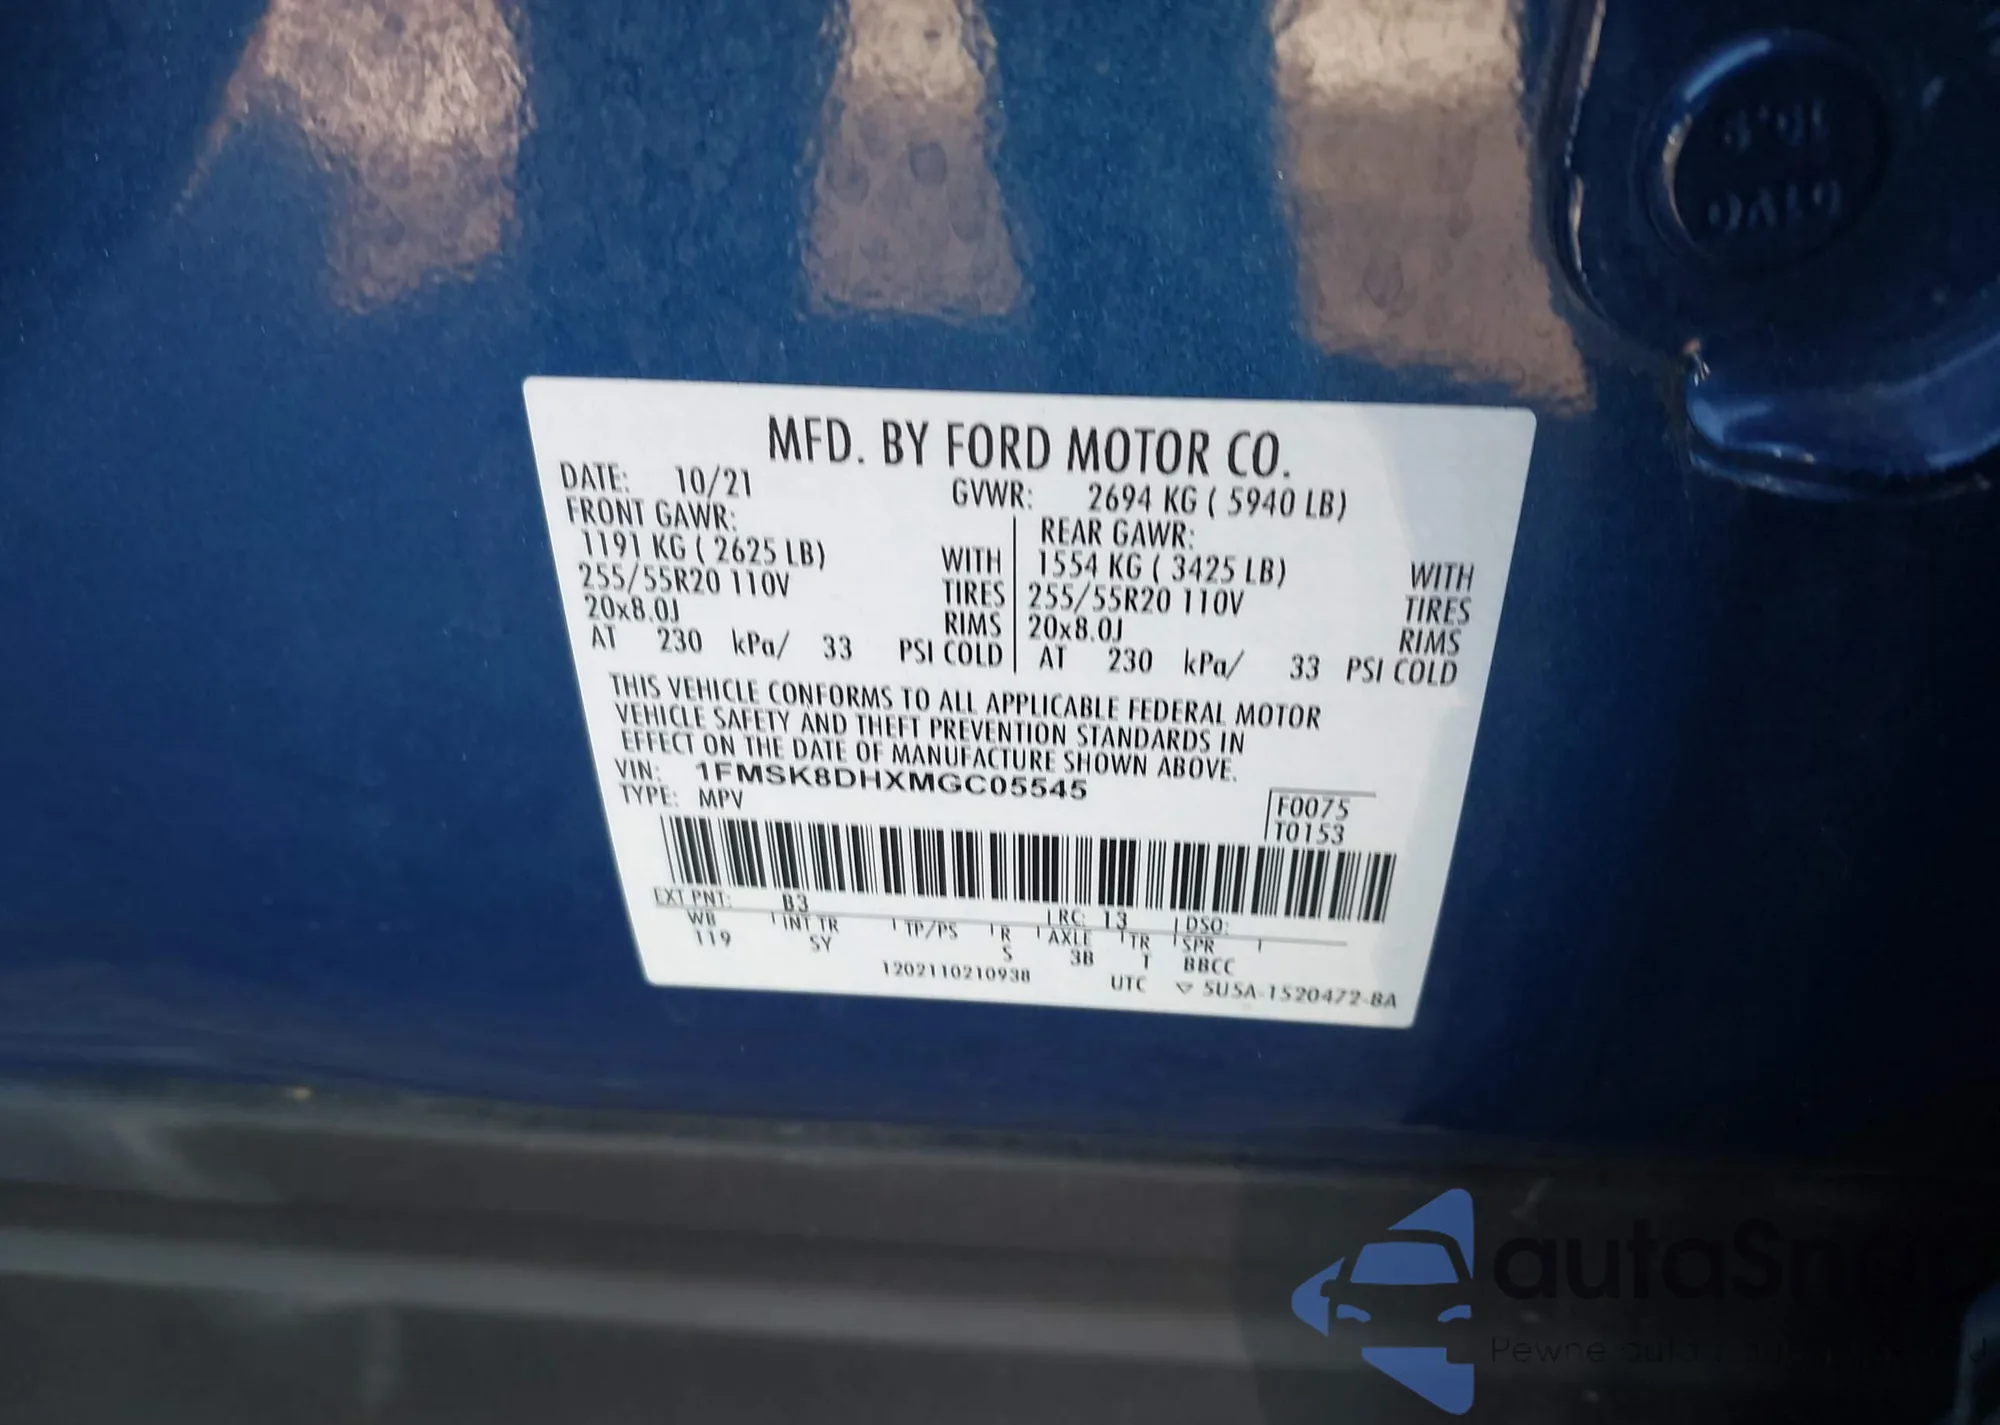 MFD. BY FORD MOTOR CO.
DATE: 10/21 GVWR: 2694 KG ( 5940 LB)
FRONT GAWR: REAR GAWR:
1191 KG ( 2625 LB) WITH 1554 KG ( 3425 LB) WITH
255/55R20 110V TIRES 255/55R20 110V TIRES
20x8.0J RIMS 20x8.0J RIMS
AT 230 kPa/ 33 PSI COLD AT 230 kPa/ 33 PSI COLD
THIS VEHICLE CONFORMS TO ALL APPLICABLE FEDERAL MOTOR
VEHICLE SAFETY AND THEFT PREVENTION STANDARDS IN
EFFECT ON THE DATE OF MANUFACTURE SHOWN ABOVE.
VIN: 1FMSK8DHXMGC05545
TYPE: MPV
F0075
T0153
EXT PNT: B3 LRC: 13 DSO:
WB INT TR TP/PS R AXLE TR SPR
119 SY S 3B T BBCC
1202110210938 UTC ▽ 5U5A-1520472-BA
Pewne auto